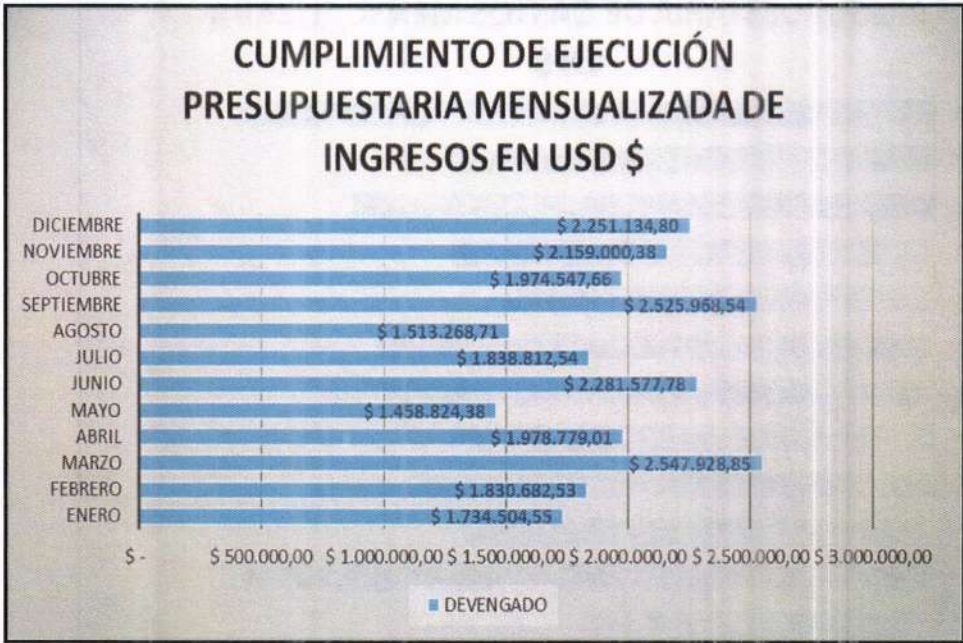 CUMPLIMIENTO DE EJECUCIÓN
PRESUPUESTARIA MENSUALIZADA DE
INGRESOS EN USD $
DICIEMBRE $ 2.251.134,80
NOVIEMBRE $ 2.159.000,38
OCTUBRE $ 1.974.547,66
SEPTIEMBRE $ 2.525.968,54
AGOSTO $ 1.513.268,71
JULIO $ 1.838.812,54
JUNIO $ 2.281.577,78
MAYO $ 1.458.824,38
ABRIL $ 1.978.779,01
MARZO $ 2.547.928,85
FEBRERO $ 1.830.682,53
ENERO $ 1.734.504,55
$ - $ 500.000,00 $ 1.000.000,00 $ 1.500.000,00 $ 2.000.000,00 $ 2.500.000,00 $ 3.000.000,00
DEVENGADO